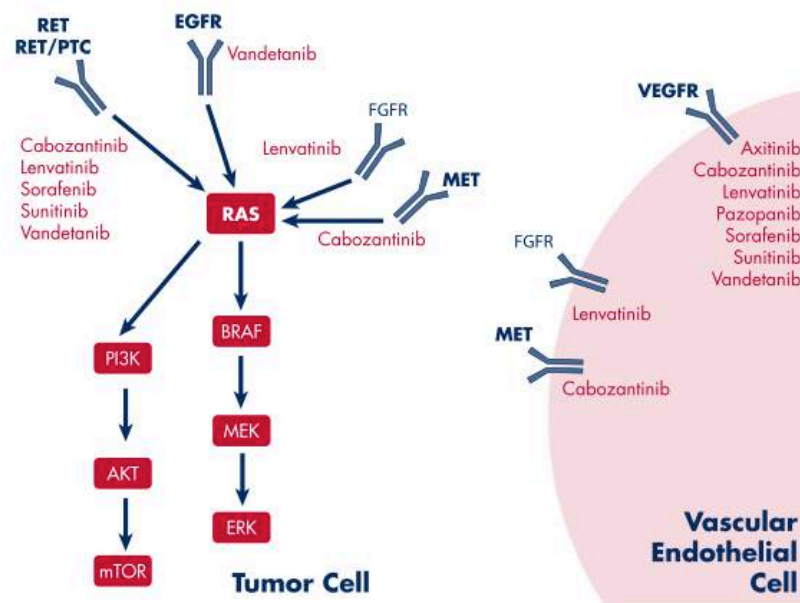 RET
RET/PTC
Cabozantinib
Lenvatinib
Sorafenib
Sunitinib
Vandetanib
EGFR
Vandetanib
FGFR
Lenvatinib
MET
Cabozantinib
RAS
PI3K
AKT
mTOR
BRAF
MEK
ERK
Tumor Cell
VEGFR
Axitinib
Cabozantinib
Lenvatinib
Pazopanib
Sorafenib
Sunitinib
Vandetanib
FGFR
Lenvatinib
MET
Cabozantinib
Vascular
Endothelial
Cell